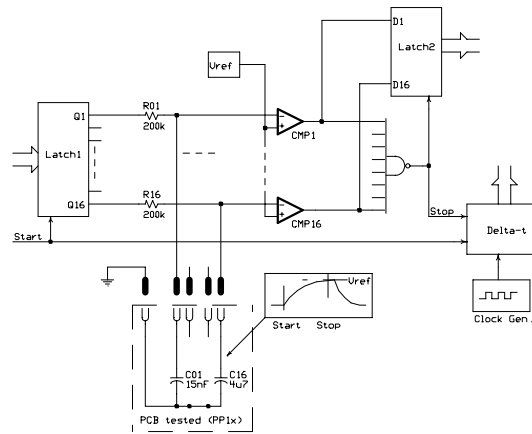 D1
Latch2
D16
Vref
Q1
R01
200k
CMP1
Latch1
Q16
R16
200k
CMP16
Start
Stop
Delta-t
Clock Gen.
Vref
Start Stop
C01
15nF
C16
4u7
PCB tested (PP1x)